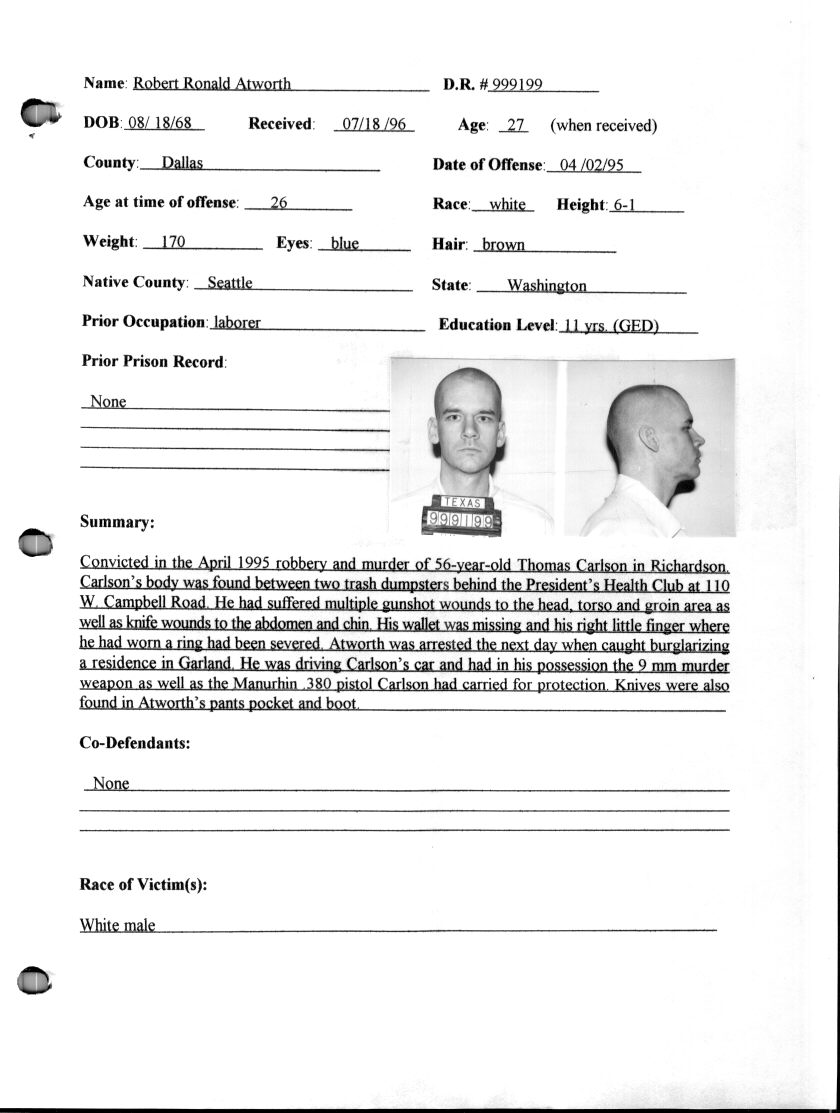 Name: Robert Ronald Atworth D.R. # 999199
DOB: 08/ 18/68 Received: 07/18 /96 Age: 27 (when received)
County: Dallas Date of Offense: 04 /02/95
Age at time of offense: 26 Race: white Height: 6-1
Weight: 170 Eyes: blue Hair: brown
Native County: Seattle State: Washington
Prior Occupation: laborer Education Level: 11 yrs. (GED)
Prior Prison Record:
None
TEXAS
999199
Summary:
Convicted in the April 1995 robbery and murder of 56-year-old Thomas Carlson in Richardson.
Carlson's body was found between two trash dumpsters behind the President's Health Club at 110
W. Campbell Road. He had suffered multiple gunshot wounds to the head, torso and groin area as
well as knife wounds to the abdomen and chin. His wallet was missing and his right little finger where
he had worn a ring had been severed. Atworth was arrested the next day when caught burglarizing
a residence in Garland. He was driving Carlson's car and had in his possession the 9 mm murder
weapon as well as the Manurhin .380 pistol Carlson had carried for protection. Knives were also
found in Atworth's pants pocket and boot.
Co-Defendants:
None
Race of Victim(s):
White male